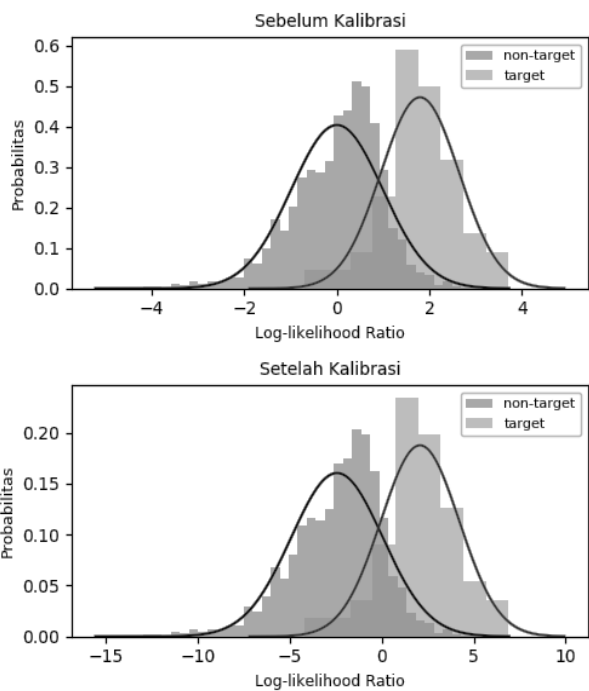 Sebelum Kalibrasi
0.6
0.5
0.4
0.3
0.2
0.1
0.0
Probabilitas
non-target
target
−4
−2
0
2
4
Log-likelihood Ratio
Setelah Kalibrasi
0.20
0.15
0.10
0.05
0.00
Probabilitas
non-target
target
−15
−10
−5
0
5
10
Log-likelihood Ratio